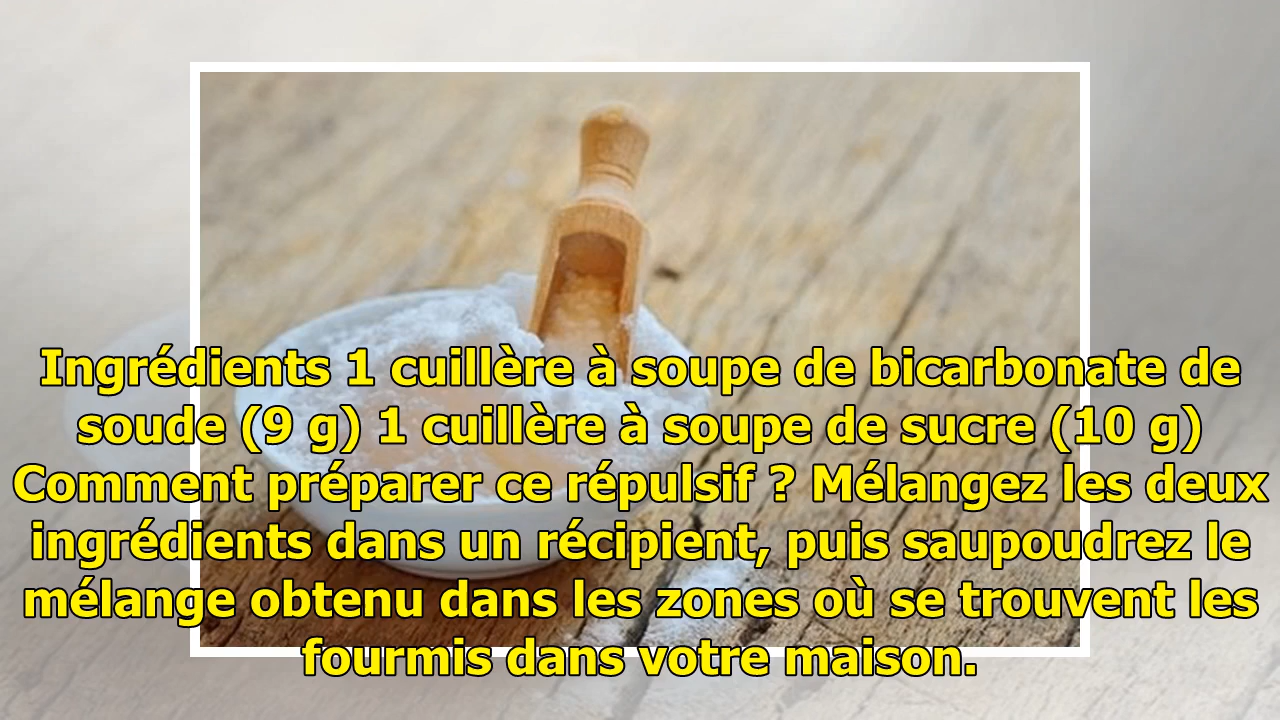 Ingrédients 1 cuillère à soupe de bicarbonate de
soude (9 g) 1 cuillère à soupe de sucre (10 g)
Comment préparer ce répulsif ? Mélangez les deux
ingrédients dans un récipient, puis saupoudrez le
mélange obtenu dans les zones où se trouvent les
fourmis dans votre maison.